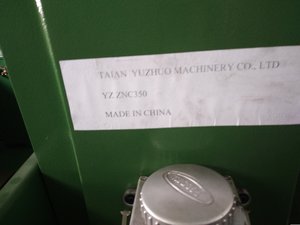 TAIAN YUZHUO MACHINERY CO., LTD
YZ ZNC350
MADE IN CHINA